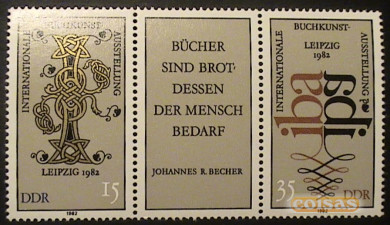 INTERNATIONALE
BUCHKUNST-
AUSSTELLUNG
LEIPZIG 1982
DDR
15
1982
BÜCHER
SIND BROT·
DESSEN
DER MENSCH
BEDARF
JOHANNES R. BECHER
INTERNATIONALE
BUCHKUNST-
AUSSTELLUNG
LEIPZIG
1982
iba
DDR
35
1982
coisas